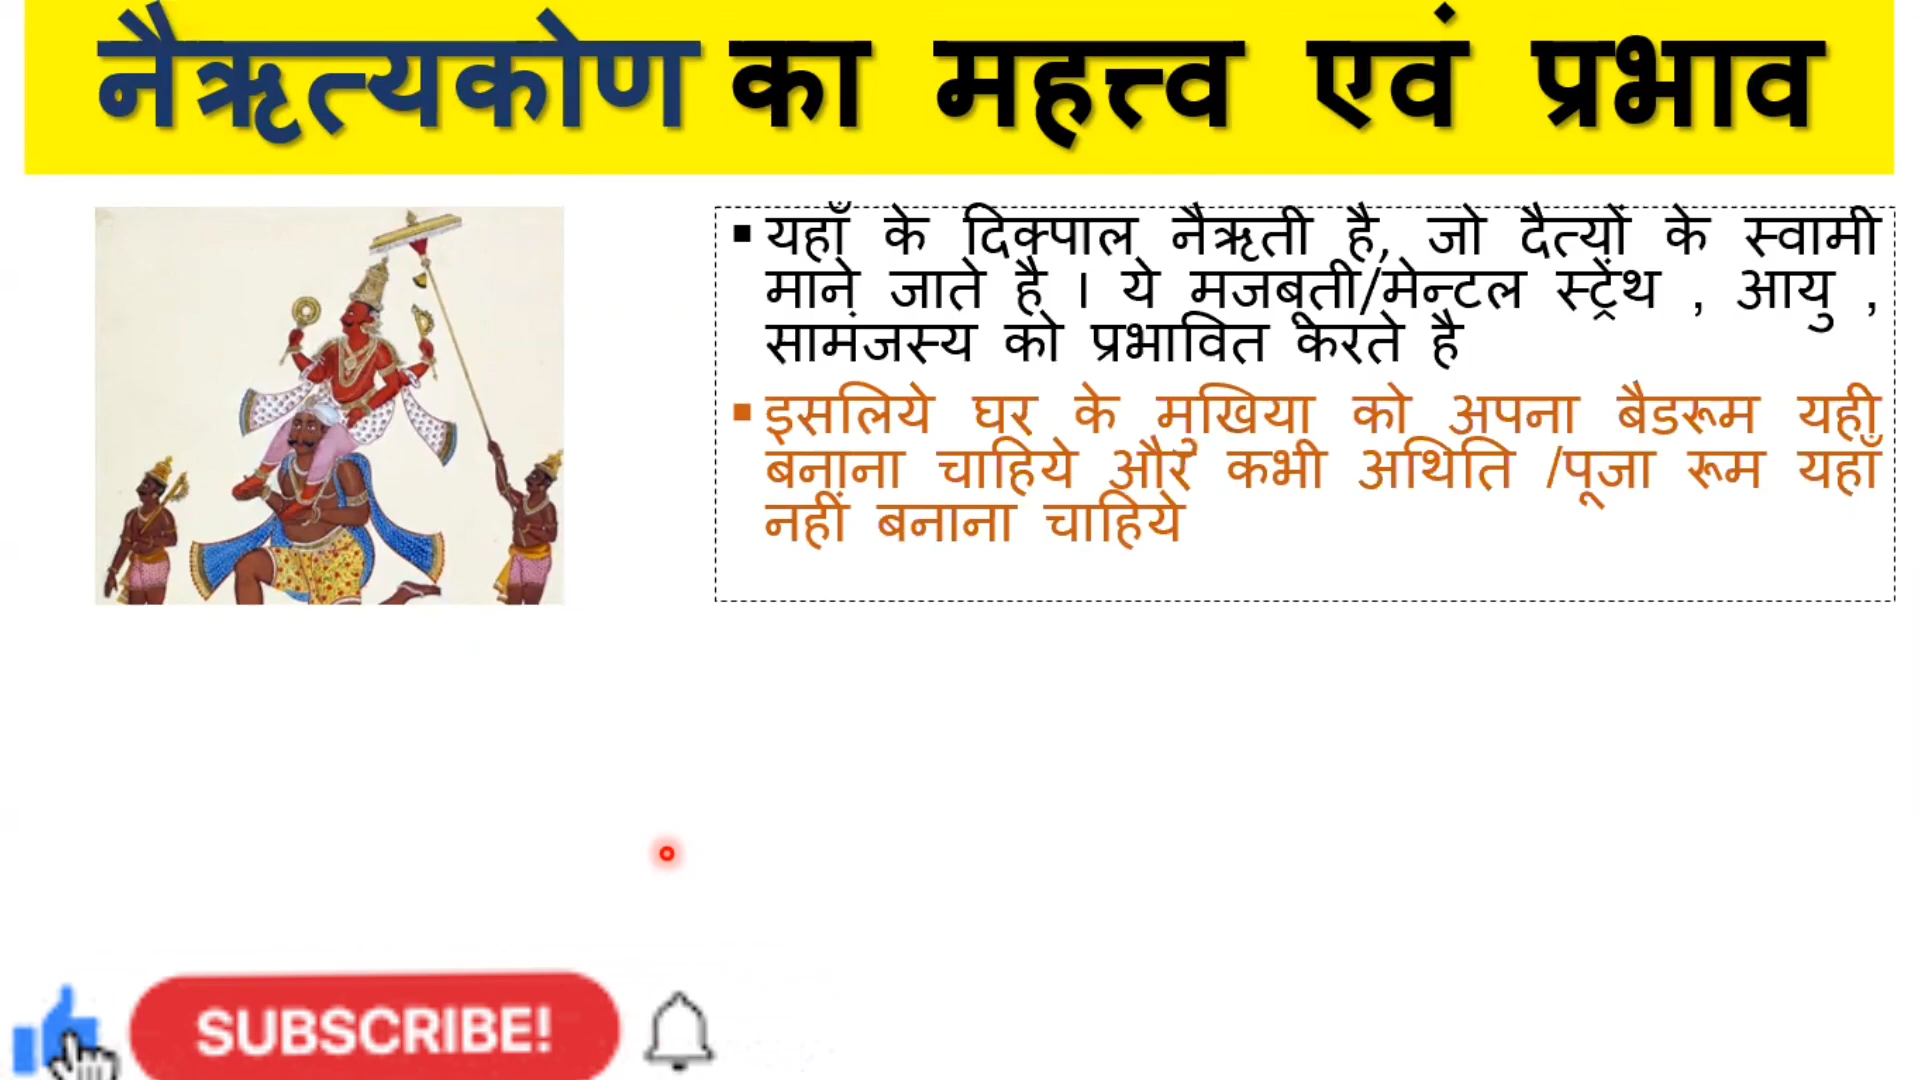 नैऋत्यकोण का महत्त्व एवं प्रभाव
▪ यहाँ के दिक्पाल नैऋती है, जो दैत्यों के स्वामी
माने जाते है । ये मजबूती/मेन्टल स्ट्रेंथ , आयु ,
सामंजस्य को प्रभावित करते है
▪ इसलिये घर के मुखिया को अपना बैडरूम यही
बनाना चाहिये और कभी अथिति /पूजा रूम यहाँ
नहीं बनाना चाहिये
SUBSCRIBE!